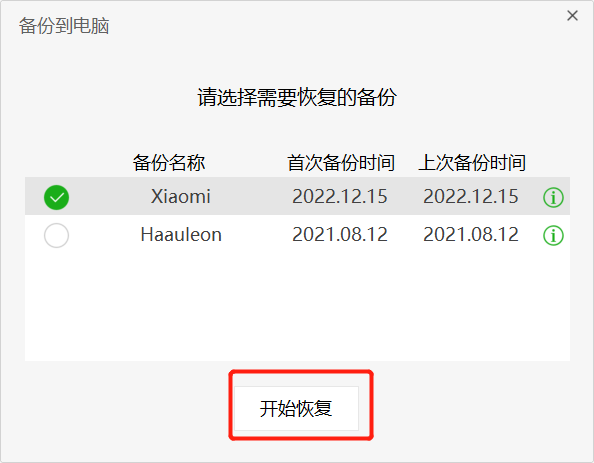 备份到电脑
请选择需要恢复的备份
备份名称 首次备份时间 上次备份时间
Xiaomi 2022.12.15 2022.12.15
Haauleon 2021.08.12 2021.08.12
开始恢复